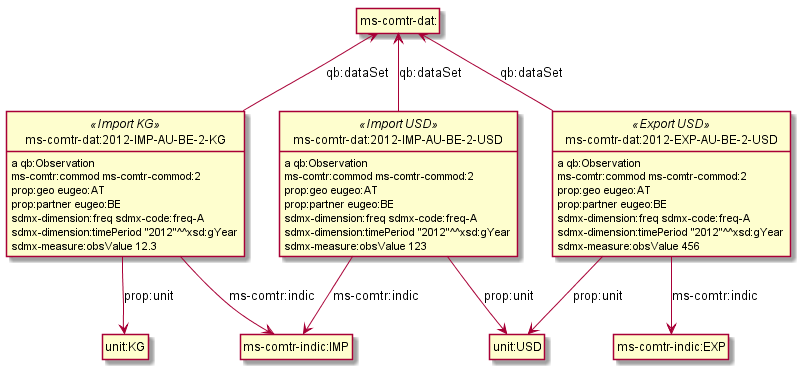 ms-comtr-dat:
qb:dataSet
qb:dataSet
qb:dataSet
«Import KG»
ms-comtr-dat:2012-IMP-AU-BE-2-KG
a qb:Observation
ms-comtr:commod ms-comtr-commod:2
prop:geo eugeo:AT
prop:partner eugeo:BE
sdmx-dimension:freq sdmx-code:freq-A
sdmx-dimension:timePeriod "2012"^^xsd:gYear
sdmx-measure:obsValue 12.3
«Import USD»
ms-comtr-dat:2012-IMP-AU-BE-2-USD
a qb:Observation
ms-comtr:commod ms-comtr-commod:2
prop:geo eugeo:AT
prop:partner eugeo:BE
sdmx-dimension:freq sdmx-code:freq-A
sdmx-dimension:timePeriod "2012"^^xsd:gYear
sdmx-measure:obsValue 123
«Export USD»
ms-comtr-dat:2012-EXP-AU-BE-2-USD
a qb:Observation
ms-comtr:commod ms-comtr-commod:2
prop:geo eugeo:AT
prop:partner eugeo:BE
sdmx-dimension:freq sdmx-code:freq-A
sdmx-dimension:timePeriod "2012"^^xsd:gYear
sdmx-measure:obsValue 456
prop:unit
ms-comtr:indic
ms-comtr:indic
prop:unit
prop:unit
ms-comtr:indic
unit:KG
ms-comtr-indic:IMP
unit:USD
ms-comtr-indic:EXP